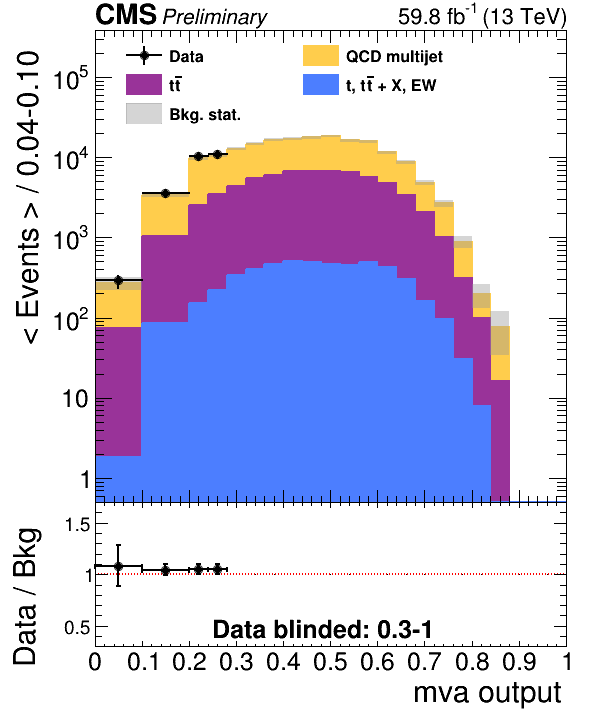 CMS Preliminary 59.8 fb⁻¹ (13 TeV)
Data
QCD multijet
tt̄
t, tt̄ + X, EW
Bkg. stat.
< Events > / 0.04-0.10
10⁵
10⁴
10³
10²
10
1
Data / Bkg
1.5
1
0.5
Data blinded: 0.3-1
0 0.1 0.2 0.3 0.4 0.5 0.6 0.7 0.8 0.9 1
mva output